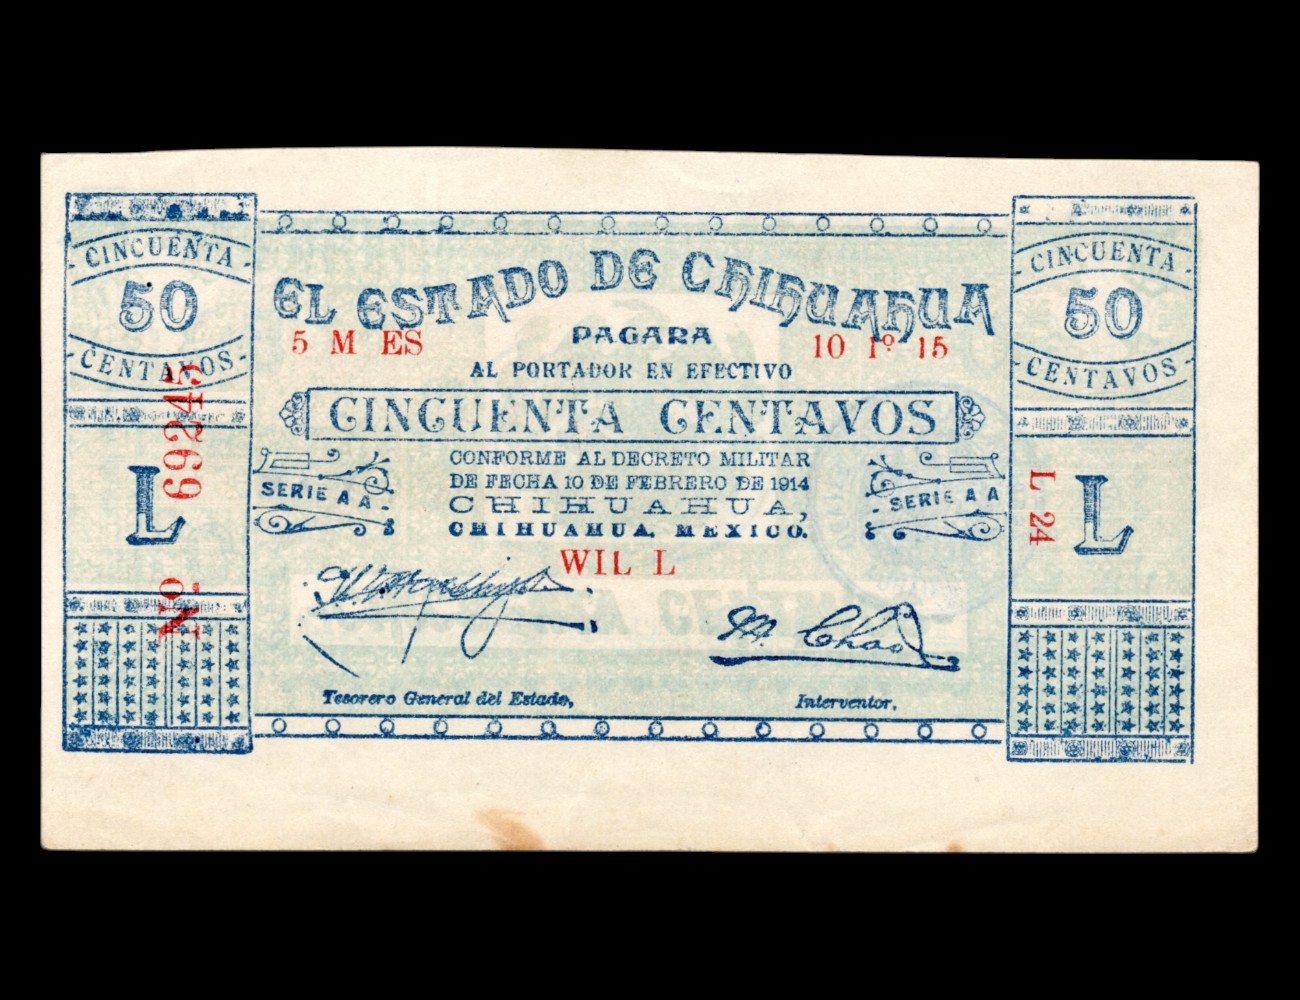 CINCUENTA
50
CENTAVOS
L
No. 69245
EL ESTADO DE CHIHUAHUA
PAGARA
5 M ES
10 1º 15
AL PORTADOR EN EFECTIVO
CINCUENTA CENTAVOS
CONFORME AL DECRETO MILITAR
DE FECHA 10 DE FEBRERO DE 1914
SERIE A A.
SERIE A A
CHIHUAHUA,
CHIHUAHUA, MEXICO.
WIL L
M. Chao
Tesorero General del Estado,
Interventor.
CINCUENTA
50
CENTAVOS
L 24
L